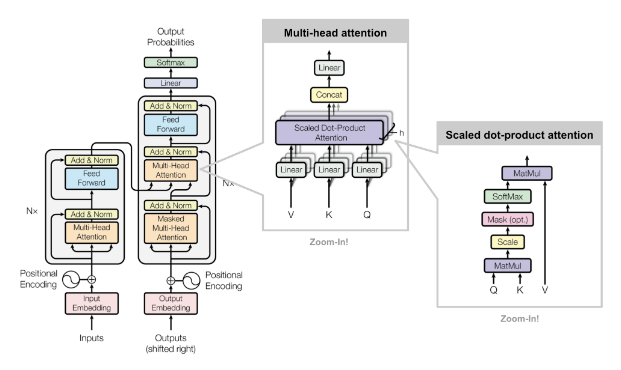 Output
Probabilities
Softmax
Linear
Add & Norm
Feed
Forward
Add & Norm
Multi-Head
Attention
Add & Norm
Masked
Multi-Head
Attention
N×
Add & Norm
Feed
Forward
N×
Add & Norm
Multi-Head
Attention
Positional
Encoding
Positional
Encoding
Input
Embedding
Output
Embedding
Inputs
Outputs
(shifted right)
Multi-head attention
Linear
Concat
Scaled Dot-Product
Attention
h
Linear
Linear
Linear
V
K
Q
Zoom-In!
Scaled dot-product attention
MatMul
SoftMax
Mask (opt.)
Scale
MatMul
Q
K
V
Zoom-In!